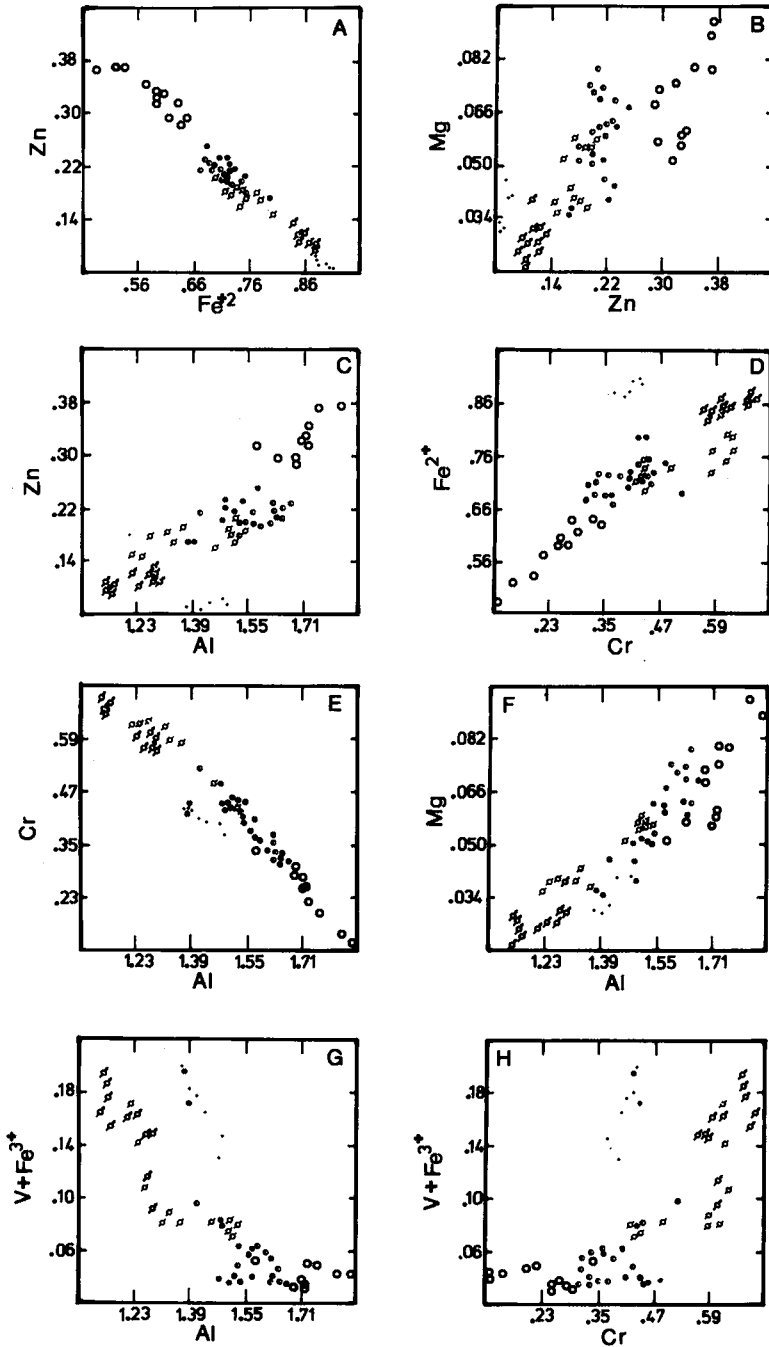 A
.38
.30
.22
.14
Zn
.56
.66
.76
.86
Fe+2
B
.082
.066
.050
.034
Mg
.14
.22
.30
.38
Zn
C
.38
.30
.22
.14
Zn
1.23
1.39
1.55
1.71
Al
D
.86
.76
.66
.56
Fe2+
.23
.35
.47
.59
Cr
E
.59
.47
.35
.23
Cr
1.23
1.39
1.55
1.71
Al
F
.082
.066
.050
.034
Mg
1.23
1.39
1.55
1.71
Al
G
.18
.14
.10
.06
V+Fe3+
1.23
1.39
1.55
1.71
Al
H
.18
.14
.10
.06
V+Fe3+
.23
.35
.47
.59
Cr